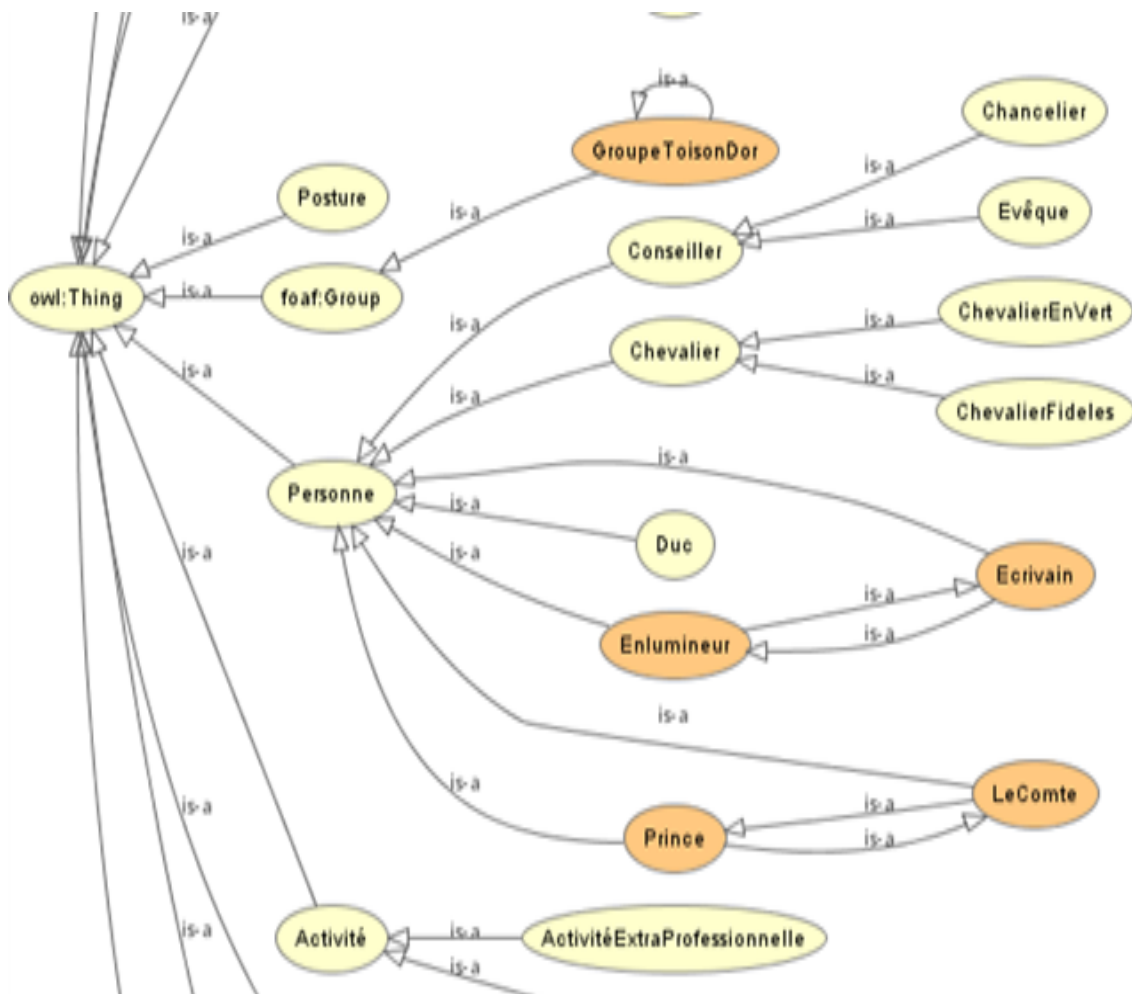 is-a
is-a
Chancelier
GroupeToisonDor
Posture
is-a
is-a
Evêque
is-a
is-a
Conseiller
is-a
owl:Thing
is-a
foaf:Group
ChevalierEnVert
is-a
is-a
Chevalier
is-a
is-a
is-a
ChevalierFideles
is-a
Personne
is-a
Duc
is-a
is-a
Ecrivain
is-a
is-a
Enlumineur
is-a
is-a
LeComte
is-a
is-a
is-a
Prince
is-a
is-a
Activité
is-a
ActivitéExtraProfessionnelle
is-a